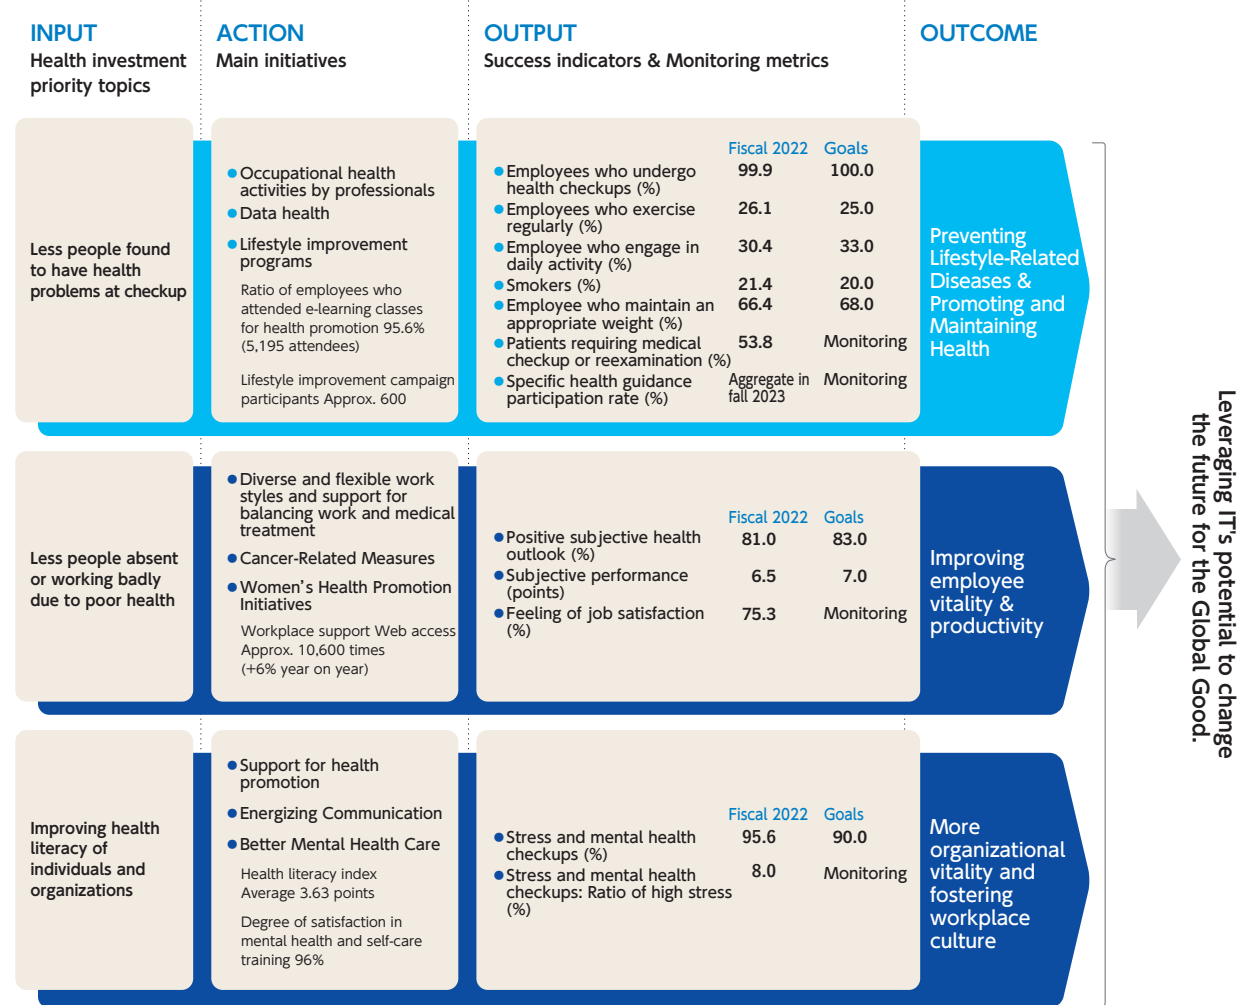 INPUT
Health investment
priority topics
ACTION
Main initiatives
OUTPUT
Success indicators & Monitoring metrics
OUTCOME
Less people found
to have health
problems at checkup
Occupational health
activities by professionals
Data health
Lifestyle improvement
programs
Ratio of employees who
attended e-learning classes
for health promotion 95.6%
(5,195 attendees)
Lifestyle improvement campaign
participants Approx. 600
Fiscal 2022 Goals
Employees who undergo 99.9 100.0
health checkups (%)
Employees who exercise 26.1 25.0
regularly (%)
Employee who engage in 30.4 33.0
daily activity (%)
Smokers (%) 21.4 20.0
Employee who maintain an 66.4 68.0
appropriate weight (%)
Patients requiring medical 53.8 Monitoring
checkup or reexamination (%)
Specific health guidance Aggregate in Monitoring
participation rate (%) fall 2023
Preventing
Lifestyle-Related
Diseases &
Promoting and
Maintaining
Health
Less people absent
or working badly
due to poor health
Diverse and flexible work
styles and support for
balancing work and medical
treatment
Cancer-Related Measures
Women's Health Promotion
Initiatives
Workplace support Web access
Approx. 10,600 times
(+6% year on year)
Fiscal 2022 Goals
Positive subjective health 81.0 83.0
outlook (%)
Subjective performance 6.5 7.0
(points)
Feeling of job satisfaction 75.3 Monitoring
(%)
Improving
employee
vitality &
productivity
Improving health
literacy of
individuals and
organizations
Support for health
promotion
Energizing Communication
Better Mental Health Care
Health literacy index
Average 3.63 points
Degree of satisfaction in
mental health and self-care
training 96%
Fiscal 2022 Goals
Stress and mental health 95.6 90.0
checkups (%)
Stress and mental health 8.0 Monitoring
checkups: Ratio of high stress
(%)
More
organizational
vitality and
fostering
workplace
culture
Leveraging IT's potential to change
the future for the Global Good.